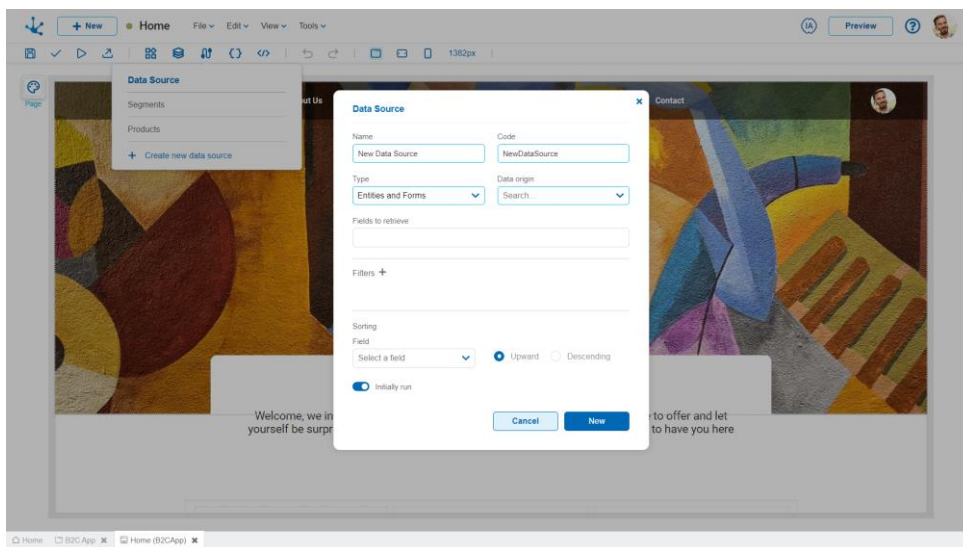 + New
Home
File
Edit
View
Tools
IA
Preview
?
1382px
Page
Data Source
Segments
Products
+ Create new data source
ut Us
Contact
Data Source
Name
Code
New Data Source
NewDataSource
Type
Data origin
Entities and Forms
Search...
Fields to retrieve
Filters +
Sorting
Field
Select a field
Upward
Descending
Initially run
Cancel
New
Welcome, we in
to offer and let
yourself be surpr
to have you here
Home
B2C App
Home (B2CApp)